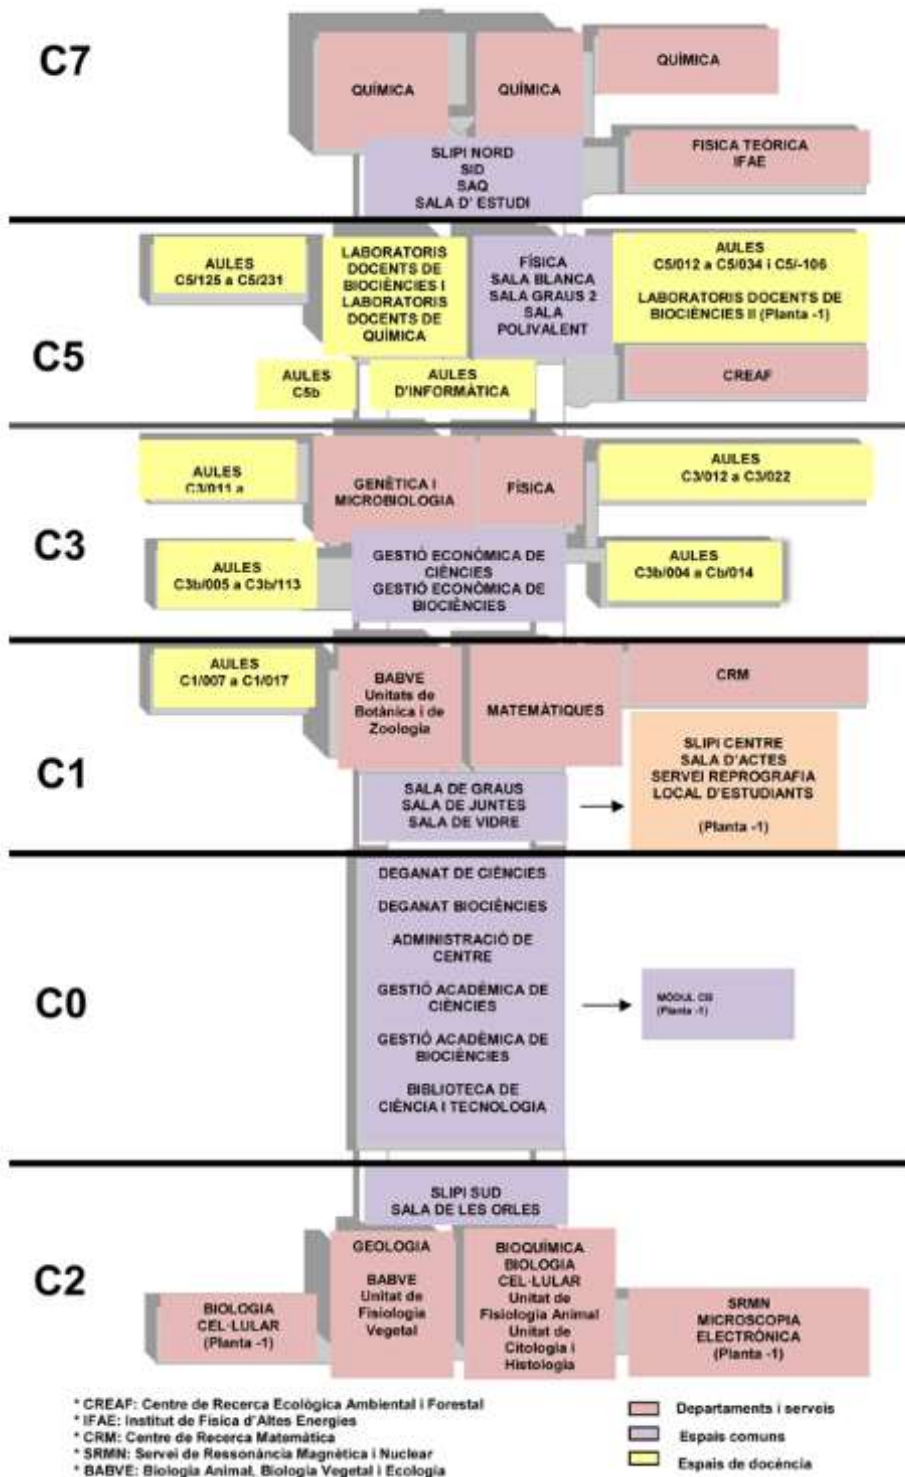 C7
QUÍMICA
QUÍMICA
QUÍMICA
SLIPI NORD
SID
SAQ
SALA D' ESTUDI
FISICA TEÒRICA
IFAE
C5
AULES
C5/125 a C5/231
LABORATORIS
DOCENTS DE
BIOCIÈNCIES I
LABORATORIS
DOCENTS DE
QUÍMICA
FÍSICA
SALA BLANCA
SALA GRAUS 2
SALA
POLIVALENT
AULES
C5/012 a C5/034 i C5/-106
LABORATORIS DOCENTS DE
BIOCIÈNCIES II (Planta -1)
AULES
C5b
AULES
D'INFORMÀTICA
CREAF
C3
AULES
C3/011 a
GENÈTICA I
MICROBIOLOGIA
FÍSICA
AULES
C3/012 a C3/022
AULES
C3b/005 a C3b/113
GESTIÓ ECONÒMICA DE
CIÈNCIES
GESTIÓ ECONÒMICA DE
BIOCIÈNCIES
AULES
C3b/004 a Cb/014
C1
AULES
C1/007 a C1/017
BABVE
Unitats de
Botànica i de
Zoologia
MATEMÀTIQUES
CRM
SALA DE GRAUS
SALA DE JUNTES
SALA DE VIDRE
SLIPI CENTRE
SALA D'ACTES
SERVEI REPROGRAFIA
LOCAL D'ESTUDIANTS
(Planta -1)
C0
DEGANAT DE CIÈNCIES
DEGANAT BIOCIÈNCIES
ADMINISTRACIÓ DE
CENTRE
GESTIÓ ACADÈMICA DE
CIÈNCIES
GESTIÓ ACADÈMICA DE
BIOCIÈNCIES
BIBLIOTECA DE
CIÈNCIA I TECNOLOGIA
MÒDUL
(Planta -1)
C2
SLIPI SUD
SALA DE LES ORLES
BIOLOGIA
CEL·LULAR
(Planta -1)
GEOLOGIA
BABVE
Unitat de
Fisiologia
Vegetal
BIOQUÍMICA
BIOLOGIA
CEL·LULAR
Unitat de
Fisiologia Animal
Unitat de
Citologia i
Histologia
SRMN
MICROSCOPIA
ELECTRÒNICA
(Planta -1)
* CREAF: Centre de Recerca Ecològica Ambiental i Forestal
* IFAE: Institut de Física d'Altes Energies
* CRM: Centre de Recerca Matemàtica
* SRMN: Servei de Ressonància Magnètica i Nuclear
* BABVE: Biologia Animal, Biologia Vegetal i Ecologia
Departaments i serveis
Espais comuns
Espais de docència